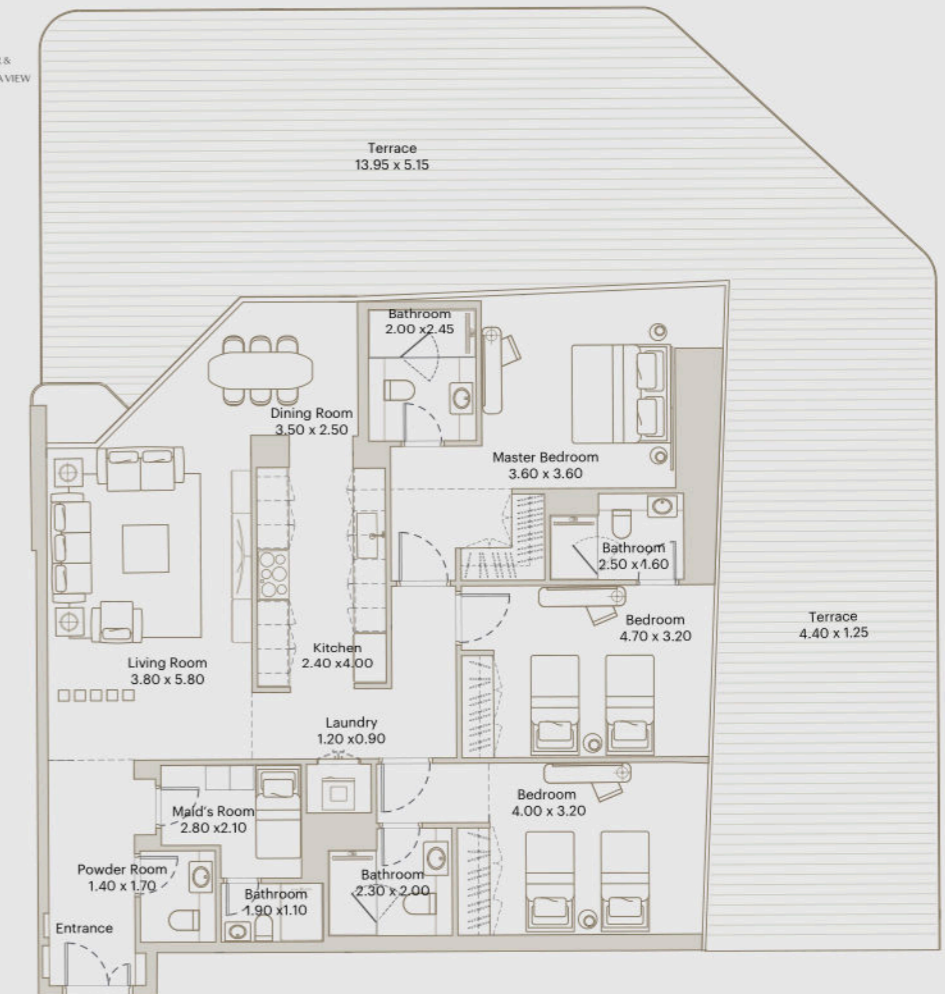 &
A VIEW
Terrace
13.95 x 5.15
Bathroom
2.00 x2.45
Dining Room
3.50 x 2.50
Master Bedroom
3.60 x 3.60
Bathroom
2.50 x1.60
Bedroom
4.70 x 3.20
Terrace
4.40 x 1.25
Kitchen
2.40 x4.00
Living Room
3.80 x 5.80
Laundry
1.20 x0.90
Bedroom
4.00 x 3.20
Maid's Room
2.80 x2.10
Powder Room
1.40 x 1.70
Bathroom
2.30 x 2.00
Bathroom
1.90 x1.10
Entrance